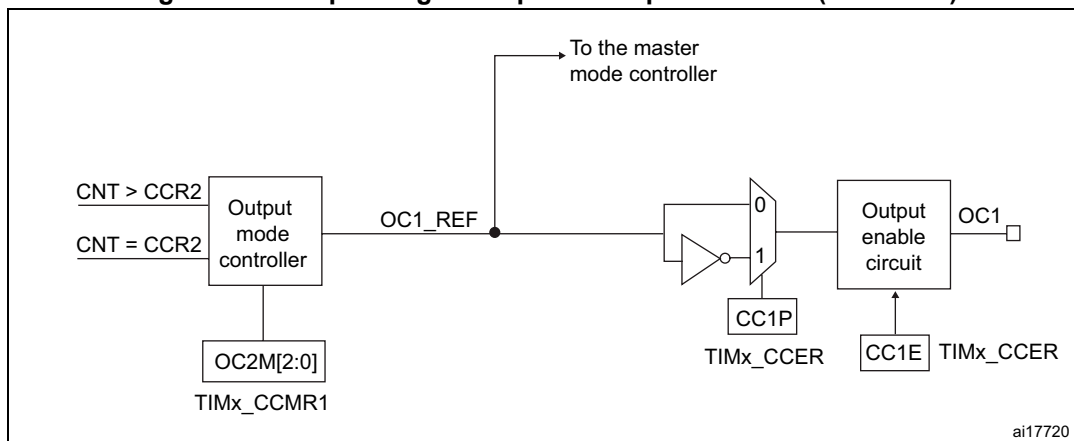 To the master
mode controller
CNT > CCR2
CNT = CCR2
Output
mode
controller
OC1_REF
0
1
Output
enable
circuit
OC1
CC1P
TIMx_CCER
CC1E
TIMx_CCER
OC2M[2:0]
TIMx_CCMR1
ai17720